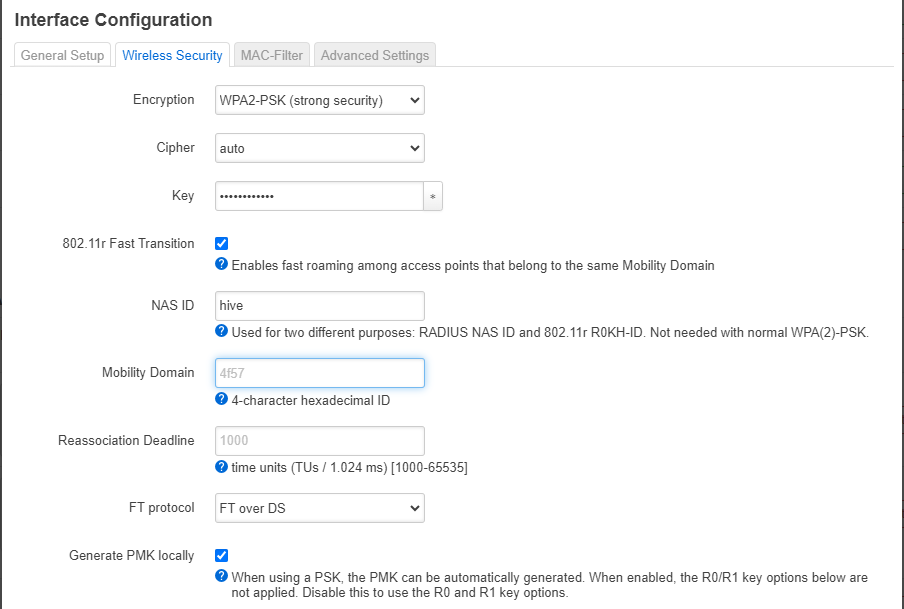 Interface Configuration
General Setup Wireless Security MAC-Filter Advanced Settings
Encryption WPA2-PSK (strong security)
Cipher auto
Key •••••••••••• *
802.11r Fast Transition
Enables fast roaming among access points that belong to the same Mobility Domain
NAS ID hive
Used for two different purposes: RADIUS NAS ID and 802.11r R0KH-ID. Not needed with normal WPA(2)-PSK.
Mobility Domain 4f57
4-character hexadecimal ID
Reassociation Deadline 1000
time units (TUs / 1.024 ms) [1000-65535]
FT protocol FT over DS
Generate PMK locally
When using a PSK, the PMK can be automatically generated. When enabled, the R0/R1 key options below are
not applied. Disable this to use the R0 and R1 key options.